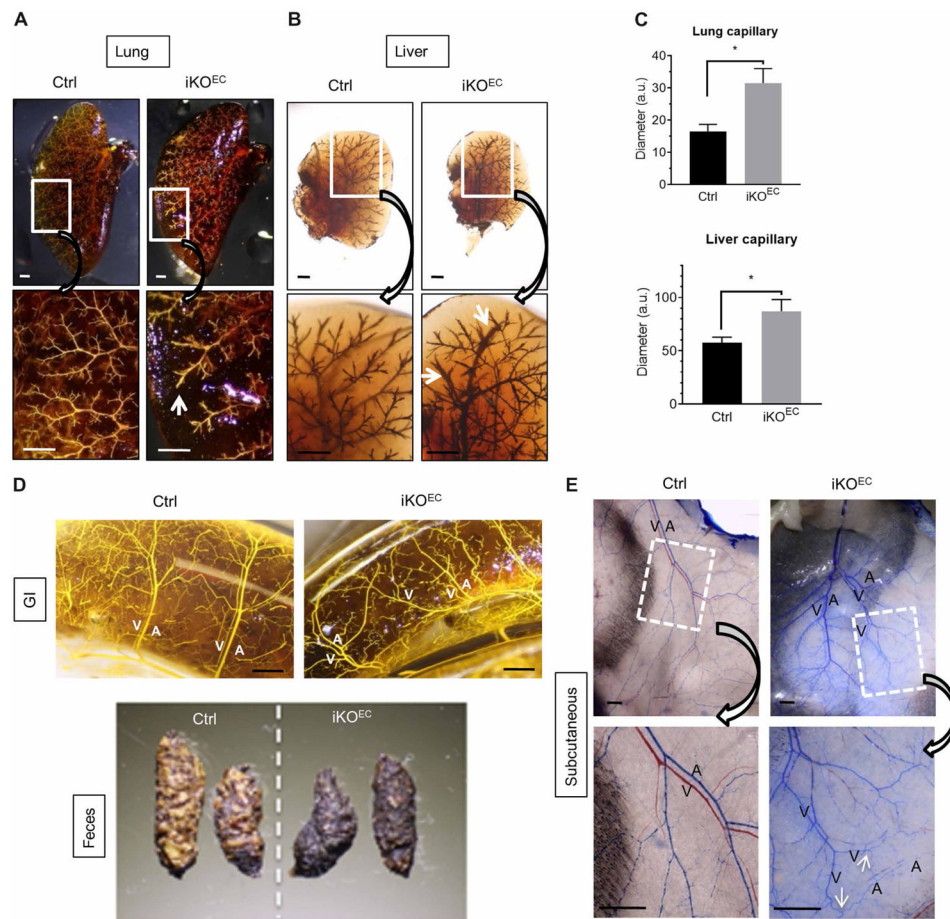 A
Lung
Ctrl
iKO^EC
B
Liver
Ctrl
iKO^EC
C
Lung capillary
Diameter (a.u.)
40
30
20
10
0
*
Ctrl
iKO^EC
Liver capillary
Diameter (a.u.)
100
50
0
*
Ctrl
iKO^EC
D
Ctrl
iKO^EC
GI
V
A
V
A
V
A
V
A
V
A
Ctrl
iKO^EC
Feces
E
Ctrl
iKO^EC
Subcutaneous
V A
A
V
A
V
V
A
V
V
V
V
A
A